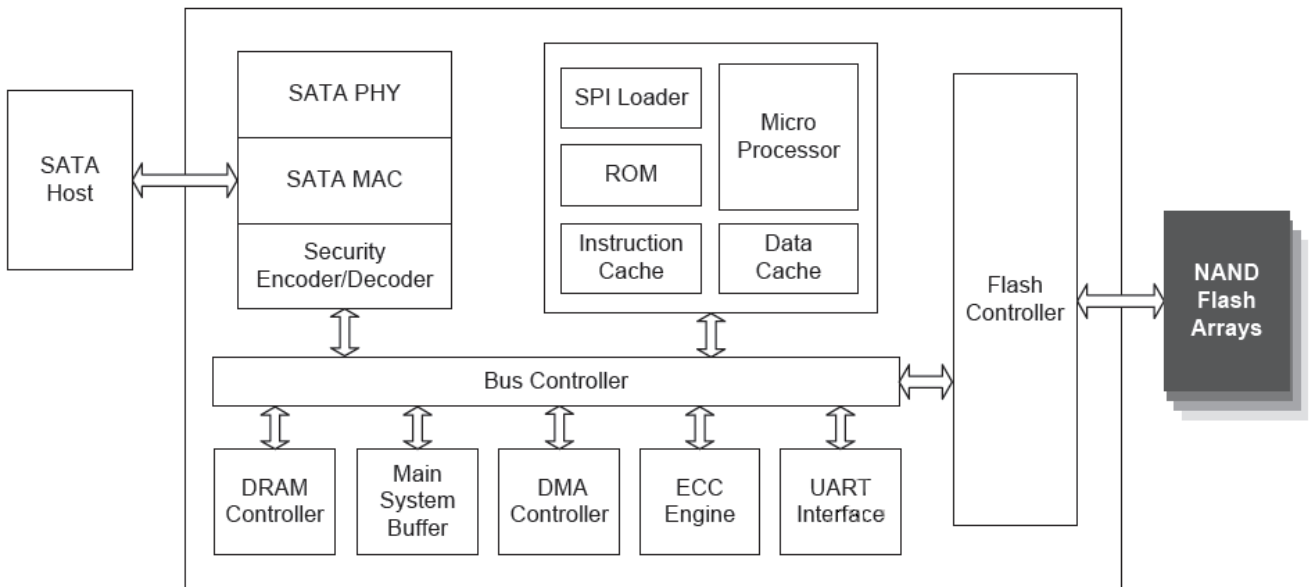 SATA
Host
SATA PHY
SATA MAC
Security
Encoder/Decoder
SPI Loader
ROM
Instruction
Cache
Micro
Processor
Data
Cache
Flash
Controller
NAND
Flash
Arrays
Bus Controller
DRAM
Controller
Main
System
Buffer
DMA
Controller
ECC
Engine
UART
Interface